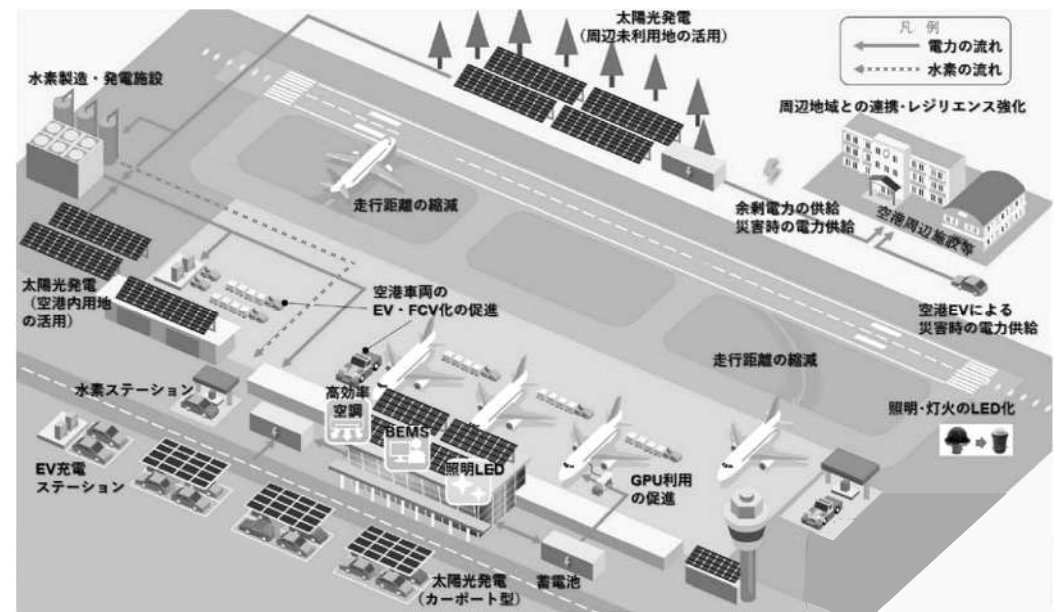 太陽光発電
（周辺未利用地の活用）
凡 例
電力の流れ
水素の流れ
水素製造・発電施設
周辺地域との連携・レジリエンス強化
走行距離の縮減
余剰電力の供給
災害時の電力供給
空港周辺施設等
太陽光発電
（空港内用地
の活用）
空港車両の
EV・FCV化の促進
空港EVによる
災害時の電力供給
走行距離の縮減
水素ステーション
高効率
空調
BEMS
照明LED
照明・灯火のLED化
EV充電
ステーション
GPU利用
の促進
太陽光発電
（カーポート型）
蓄電池